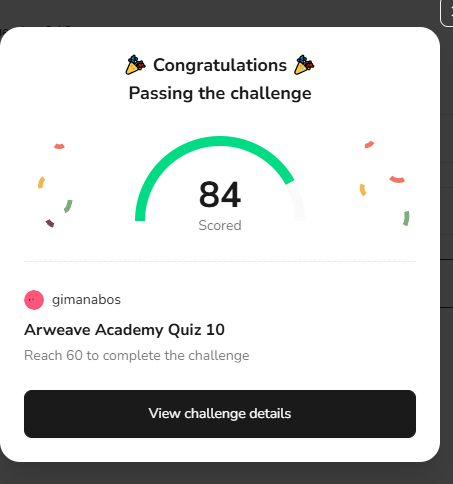 Congratulations
Passing the challenge
84
Scored
gimanabos
Arweave Academy Quiz 10
Reach 60 to complete the challenge
View challenge details